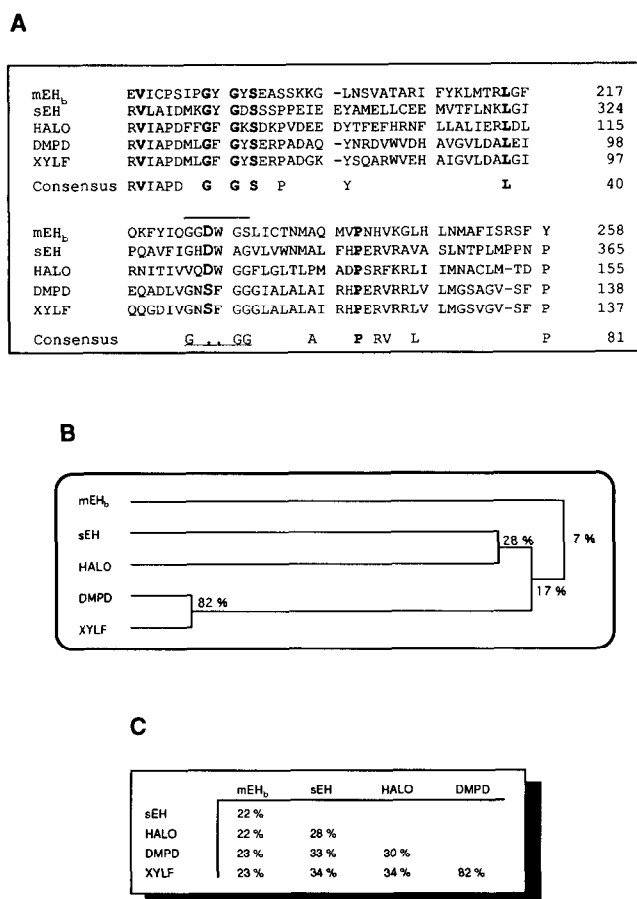 A
mEHb EVICPSIPGY GYSEASSKKG -LNSVATARI FYKLMTRLGF 217
sEH RVLAIDMKGY GDSSSPPEIE EYAMELLCEE MVTFLNKLGI 324
HALO RVIAPDFFGF GKSDKPVDEE DYTFEFHRNF LLALIERLDL 115
DMPD RVIAPDMLGF GYSERPADAQ -YNRDVWVDH AVGVLDALEI 98
XYLF RVIAPDMLGF GYSERPADGK -YSQARWVEH AIGVLDALGI 97
Consensus RVIAPD G G S P Y L 40
mEHb QKFYIQGGDW GSLICTNMAQ MVPNHVKGLH LNMAFISRSF Y 258
sEH PQAVFIGHDW AGVLVWNMAL FHPERVRAVA SLNTPLMPPN P 365
HALO RNITIVVQDW GGFLGLTLPM ADPSRFKRLI IMNACLM-TD P 155
DMPD EQADLVGNSF GGGIALALAI RHPERVRRLV LMGSAGV-SF P 138
XYLF QQGDIVGNSF GGGLALALAI RHPERVRRLV LMGSVGV-SF P 137
Consensus G .. GG A P RV L P 81
B
mEHb
sEH
HALO
DMPD
XYLF
82 %
28 %
17 %
7 %
C
mEHb sEH HALO DMPD
sEH 22 %
HALO 22 % 28 %
DMPD 23 % 33 % 30 %
XYLF 23 % 34 % 34 % 82 %